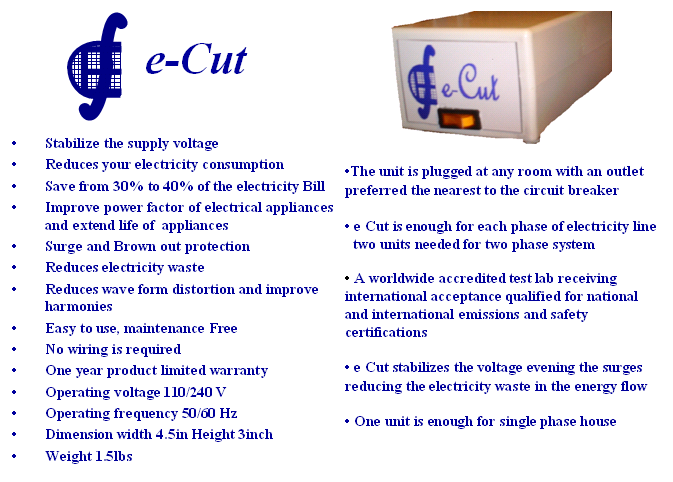 e-Cut
e-Cut
• Stabilize the supply voltage
• Reduces your electricity consumption
• Save from 30% to 40% of the electricity Bill
• Improve power factor of electrical appliances
and extend life of appliances
• Surge and Brown out protection
• Reduces electricity waste
• Reduces wave form distortion and improve
harmonies
• Easy to use, maintenance Free
• No wiring is required
• One year product limited warranty
• Operating voltage 110/240 V
• Operating frequency 50/60 Hz
• Dimension width 4.5in Height 3inch
• Weight 1.5lbs
•The unit is plugged at any room with an outlet
preferred the nearest to the circuit breaker
• e Cut is enough for each phase of electricity line
two units needed for two phase system
• A worldwide accredited test lab receiving
international acceptance qualified for national
and international emissions and safety
certifications
• e Cut stabilizes the voltage evening the surges
reducing the electricity waste in the energy flow
• One unit is enough for single phase house